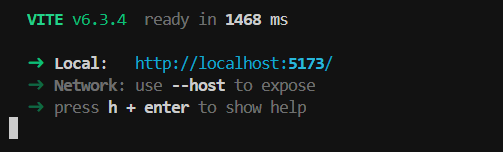 VITE v6.3.4 ready in 1468 ms
➜ Local: http://localhost:5173/
➜ Network: use --host to expose
➜ press h + enter to show help